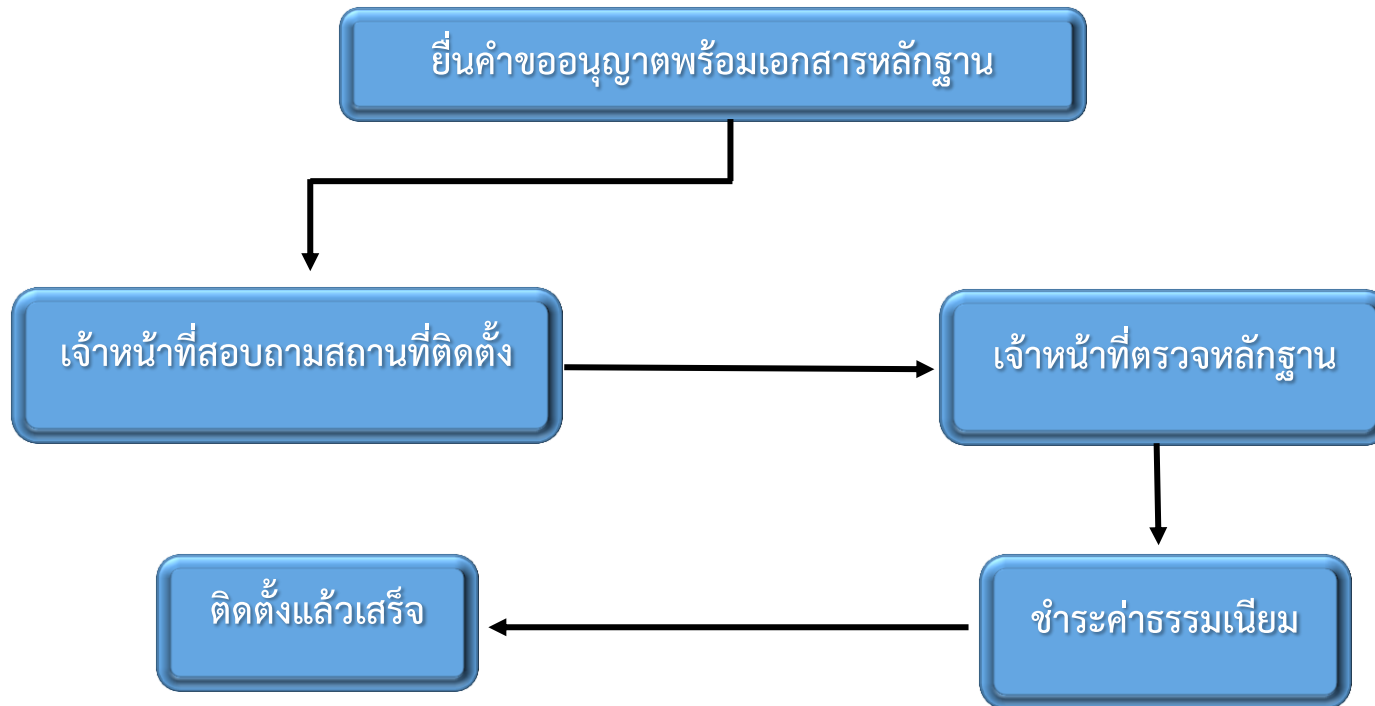 ยื่นคำขออนุญาตพร้อมเอกสารหลักฐาน
เจ้าหน้าที่สอบถามสถานที่ติดตั้ง
เจ้าหน้าที่ตรวจหลักฐาน
ชำระค่าธรรมเนียม
ติดตั้งแล้วเสร็จ